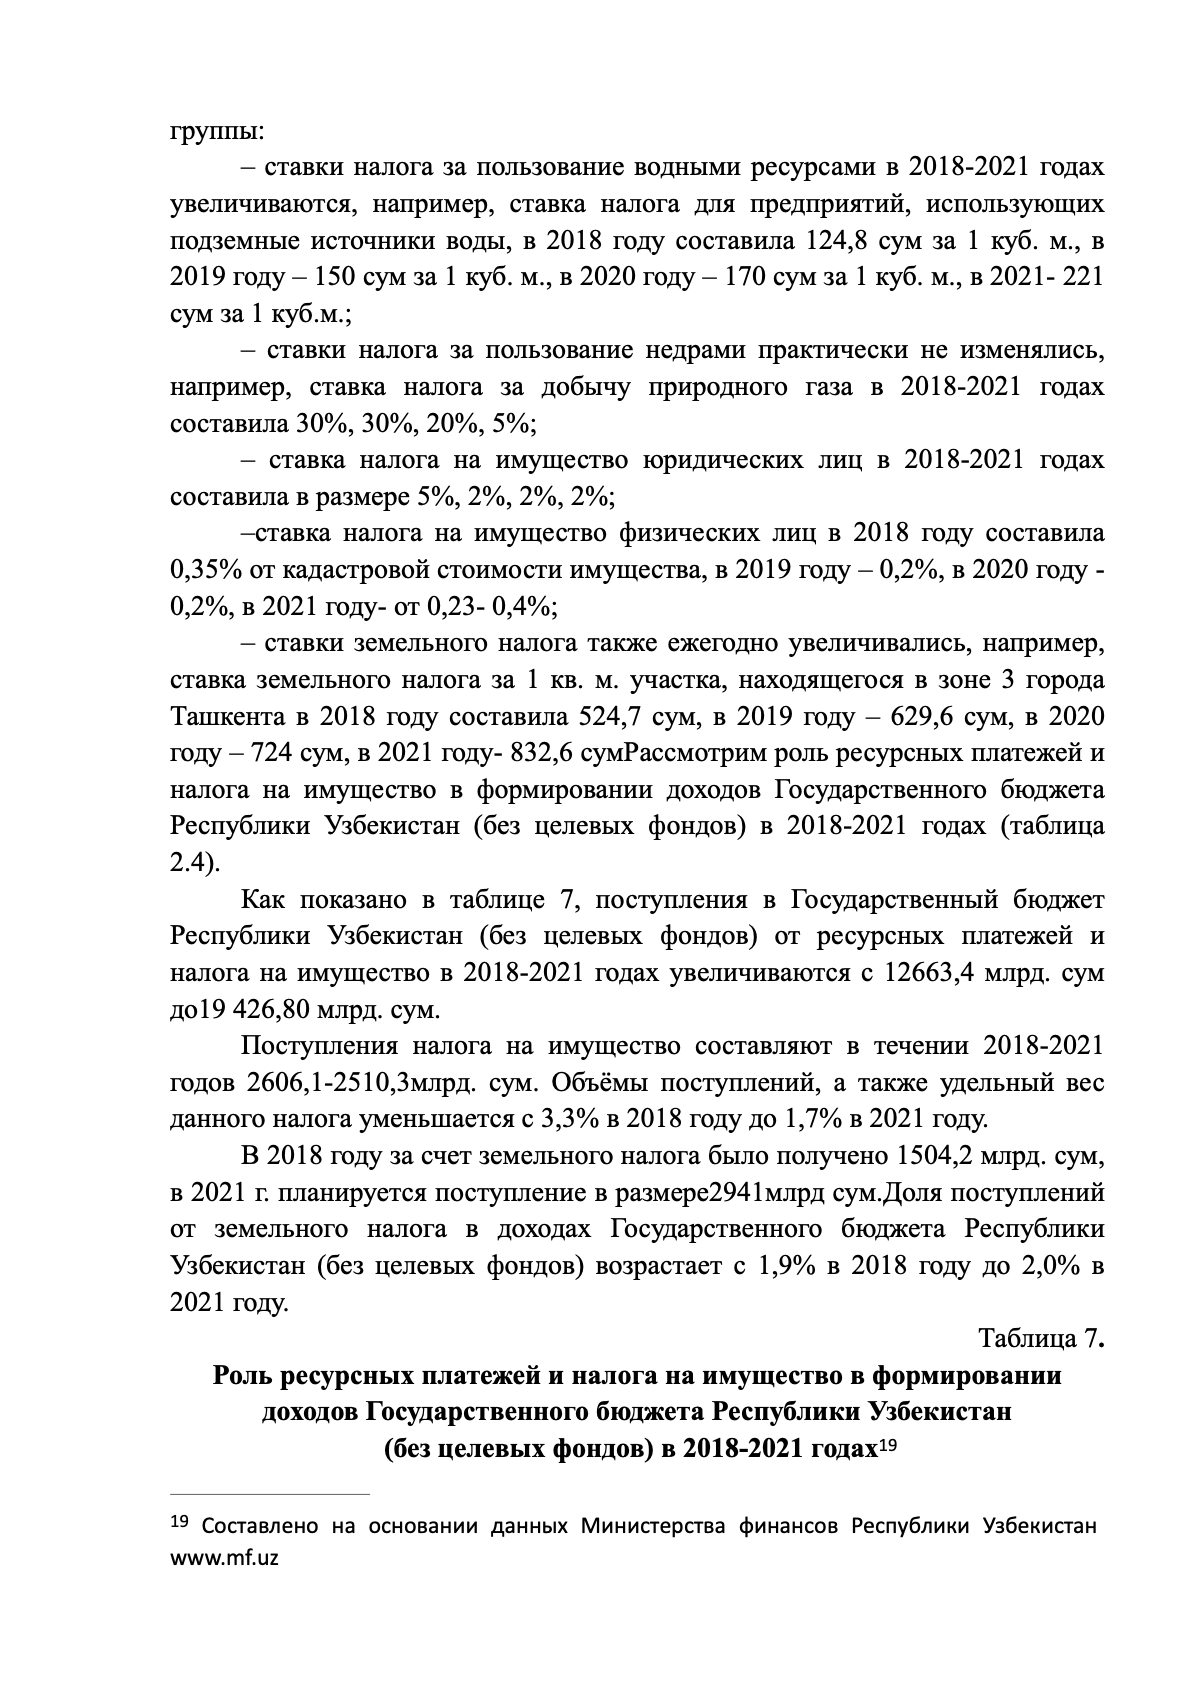 группы:
– ставки налога за пользование водными ресурсами в 2018-2021 годах
увеличиваются, например, ставка налога для предприятий, использующих
подземные источники воды, в 2018 году составила 124,8 сум за 1 куб. м., в
2019 году – 150 сум за 1 куб. м., в 2020 году – 170 сум за 1 куб. м., в 2021- 221
сум за 1 куб.м.;
– ставки налога за пользование недрами практически не изменялись,
например, ставка налога за добычу природного газа в 2018-2021 годах
составила 30%, 30%, 20%, 5%;
– ставка налога на имущество юридических лиц в 2018-2021 годах
составила в размере 5%, 2%, 2%, 2%;
–ставка налога на имущество физических лиц в 2018 году составила
0,35% от кадастровой стоимости имущества, в 2019 году – 0,2%, в 2020 году -
0,2%, в 2021 году- от 0,23- 0,4%;
– ставки земельного налога также ежегодно увеличивались, например,
ставка земельного налога за 1 кв. м. участка, находящегося в зоне 3 города
Ташкента в 2018 году составила 524,7 сум, в 2019 году – 629,6 сум, в 2020
году – 724 сум, в 2021 году- 832,6 сумРассмотрим роль ресурсных платежей и
налога на имущество в формировании доходов Государственного бюджета
Республики Узбекистан (без целевых фондов) в 2018-2021 годах (таблица
2.4).
Как показано в таблице 7, поступления в Государственный бюджет
Республики Узбекистан (без целевых фондов) от ресурсных платежей и
налога на имущество в 2018-2021 годах увеличиваются с 12663,4 млрд. сум
до19 426,80 млрд. сум.
Поступления налога на имущество составляют в течении 2018-2021
годов 2606,1-2510,3млрд. сум. Объёмы поступлений, а также удельный вес
данного налога уменьшается с 3,3% в 2018 году до 1,7% в 2021 году.
В 2018 году за счет земельного налога было получено 1504,2 млрд. сум,
в 2021 г. планируется поступление в размере2941млрд сум.Доля поступлений
от земельного налога в доходах Государственного бюджета Республики
Узбекистан (без целевых фондов) возрастает с 1,9% в 2018 году до 2,0% в
2021 году.
Таблица 7.
Роль ресурсных платежей и налога на имущество в формировании
доходов Государственного бюджета Республики Узбекистан
(без целевых фондов) в 2018-2021 годах19
19 Составлено на основании данных Министерства финансов Республики Узбекистан
www.mf.uz